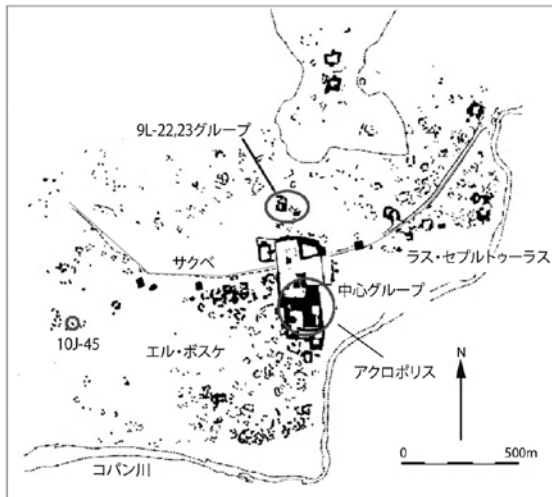 9L-22,23グループ
サクベ
ラス・セプルトゥーラス
中心グループ
10J-45
エル・ボスケ
アクロポリス
N
0 500m
コパン川